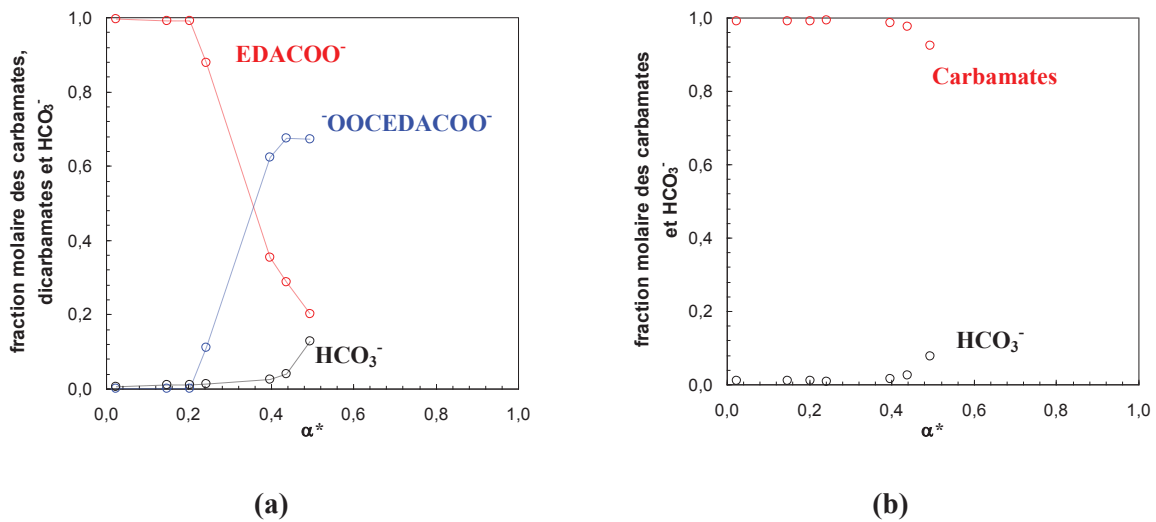 fraction molaire des carbamates,
dicarbamates et HCO₃⁻
1,0
0,8
0,6
0,4
0,2
0,0
0,0 0,2 0,4 0,6 0,8 1,0
α*
EDACOO⁻
⁻OOCEDACOO⁻
HCO₃⁻
(a)
fraction molaire des carbamates
et HCO₃⁻
1,0
0,8
0,6
0,4
0,2
0,0
0,0 0,2 0,4 0,6 0,8 1,0
α*
Carbamates
HCO₃⁻
(b)